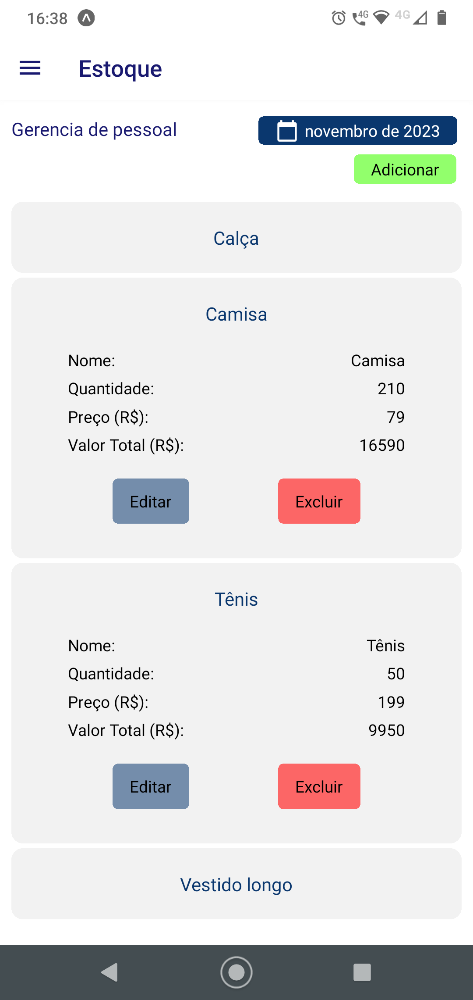 16:38
4G 4G
Estoque
Gerencia de pessoal
novembro de 2023
Adicionar
Calça
Camisa
Nome: Camisa
Quantidade: 210
Preço (R$): 79
Valor Total (R$): 16590
Editar Excluir
Tênis
Nome: Tênis
Quantidade: 50
Preço (R$): 199
Valor Total (R$): 9950
Editar Excluir
Vestido longo